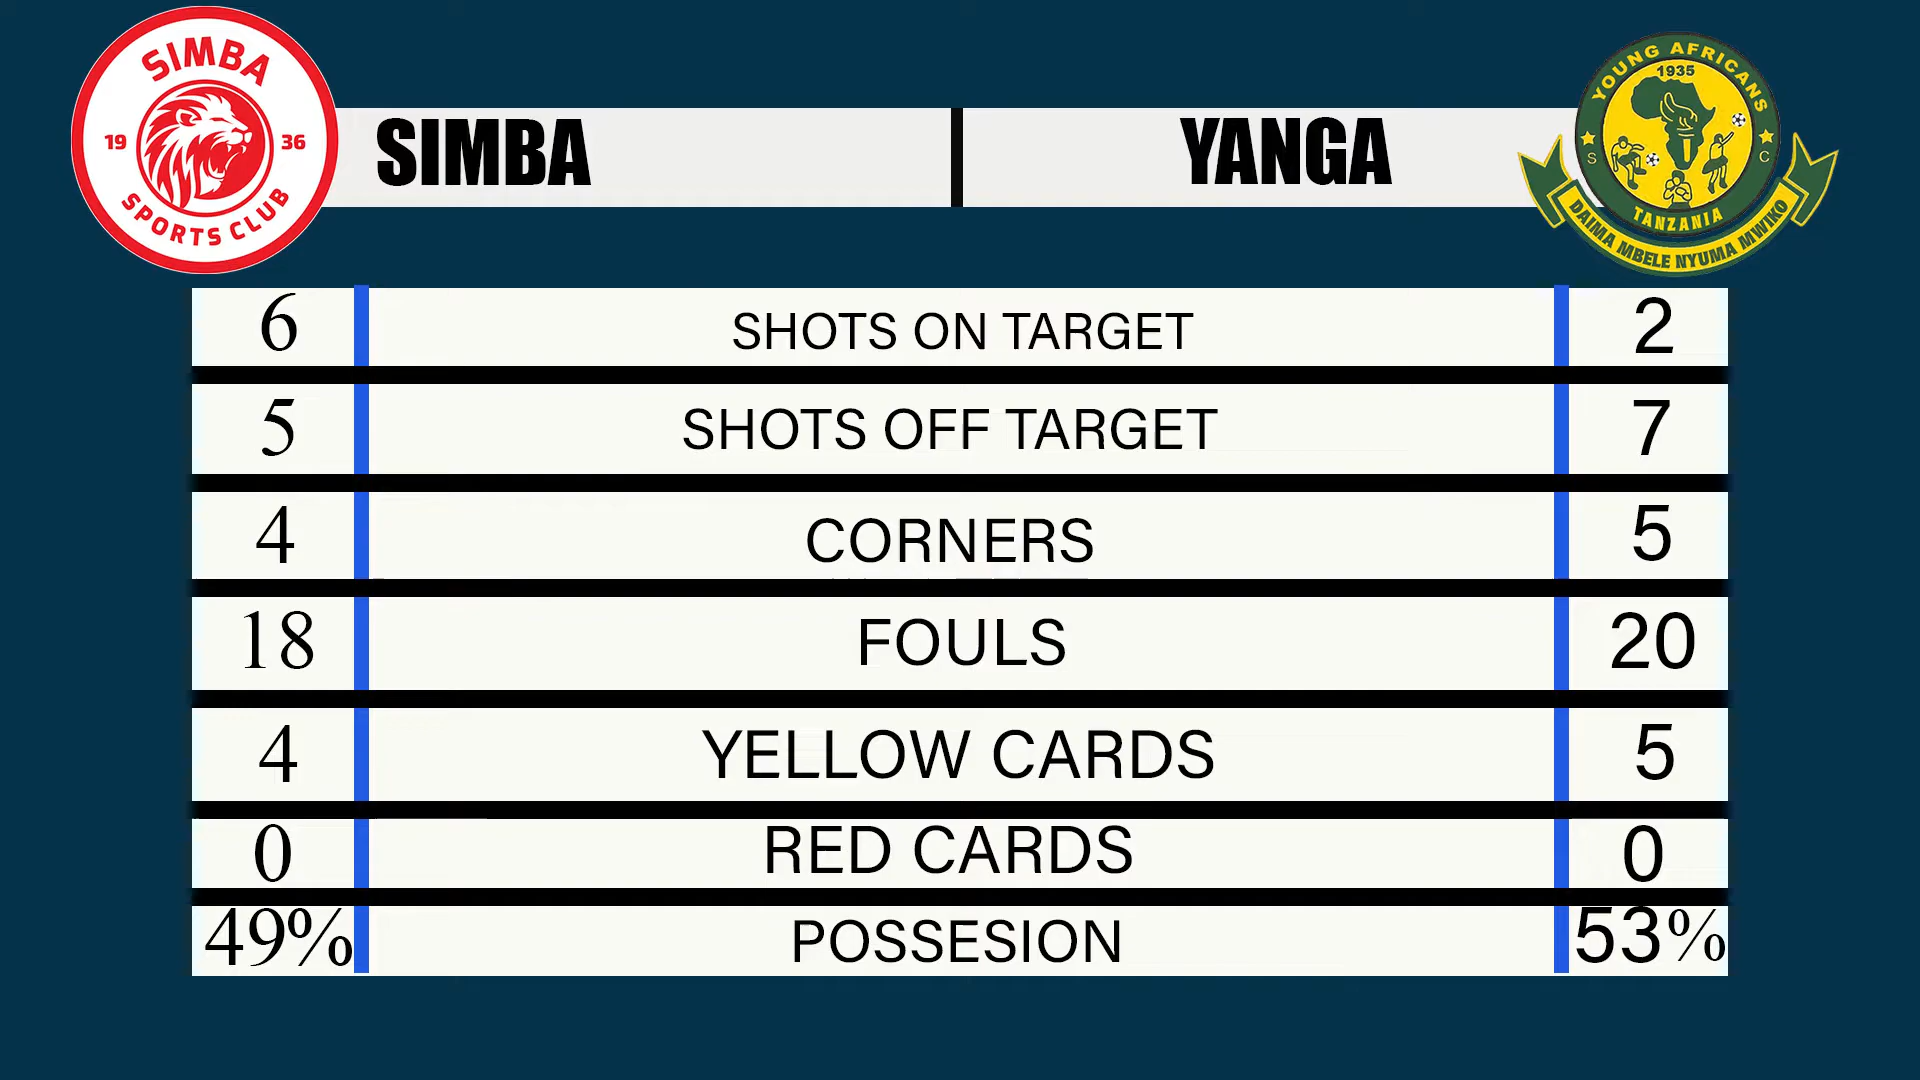 SIMBA
19 36
SPORTS CLUB
SIMBA
YANGA
YOUNG AFRICANS
1935
S C
TANZANIA
DAIMA MBELE NYUMA MWIKO
6 SHOTS ON TARGET 2
5 SHOTS OFF TARGET 7
4 CORNERS 5
18 FOULS 20
4 YELLOW CARDS 5
0 RED CARDS 0
49% POSSESION 53%